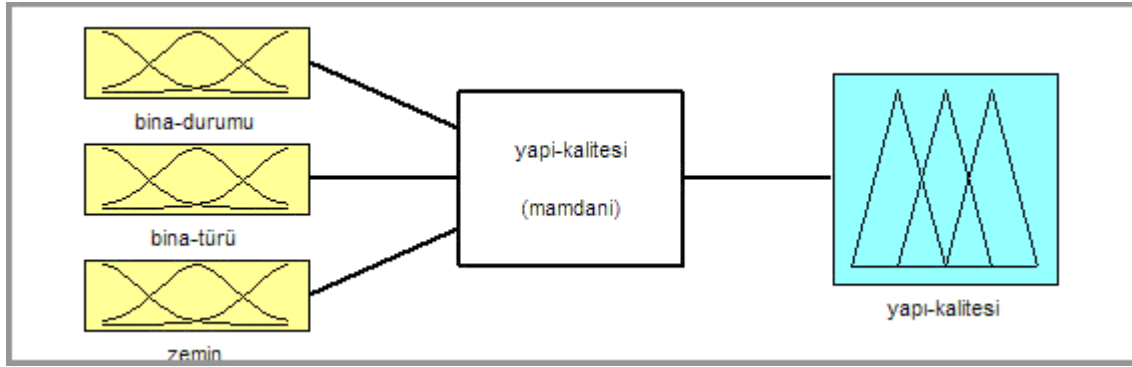 bina-durumu
bina-türü
zemin
yapi-kalitesi
(mamdani)
yapı-kalitesi